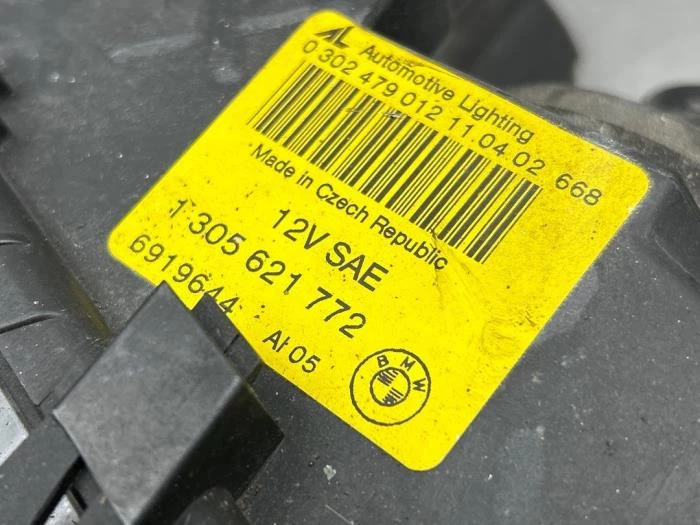 AL Automotive Lighting
0 302 479 012 11.04.02 668
Made in Czech Republic
12V SAE
1 305 621 772
6919644 AI 05
BMW